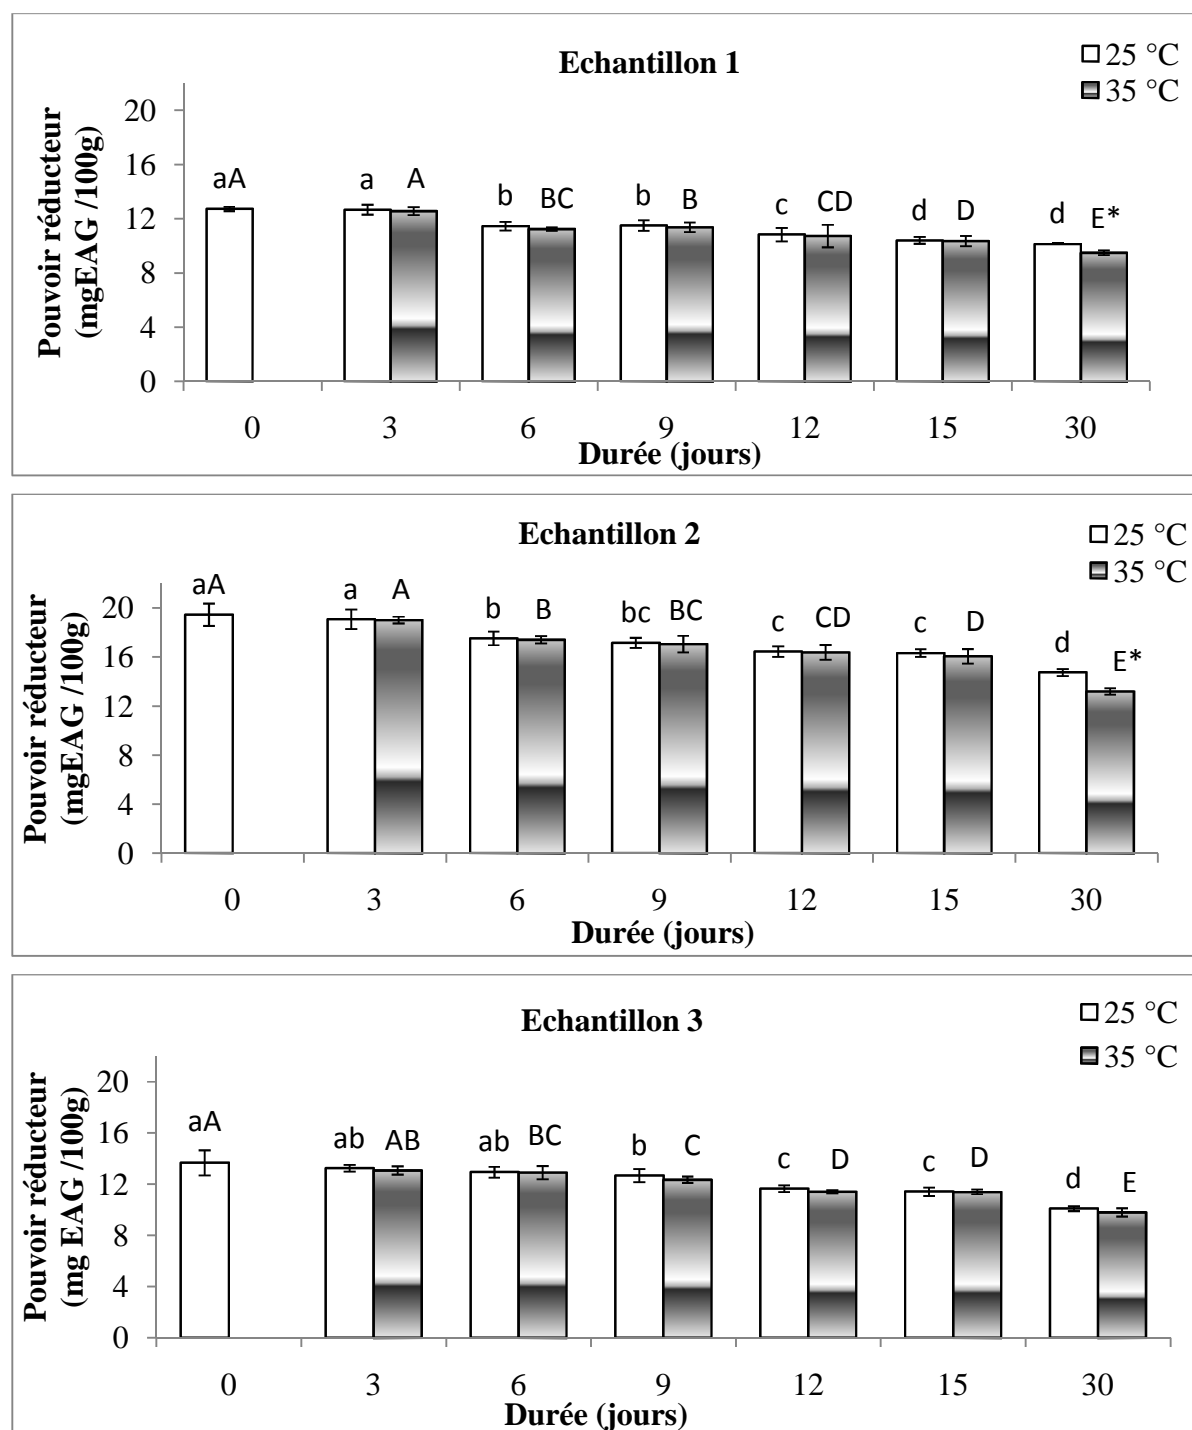 Echantillon 1
25 °C
35 °C
Pouvoir réducteur
(mgEAG /100g)
20
16
12
8
4
0
aA
a A
b BC
b B
c CD
d D
d E*
0 3 6 9 12 15 30
Durée (jours)
Echantillon 2
25 °C
35 °C
Pouvoir réducteur
(mgEAG /100g)
20
16
12
8
4
0
aA
a A
b B
bc BC
c CD
c D
d E*
0 3 6 9 12 15 30
Durée (jours)
Echantillon 3
25 °C
35 °C
Pouvoir réducteur
(mg EAG /100g)
20
16
12
8
4
0
aA
ab AB
ab BC
b C
c D
c D
d E
0 3 6 9 12 15 30
Durée (jours)